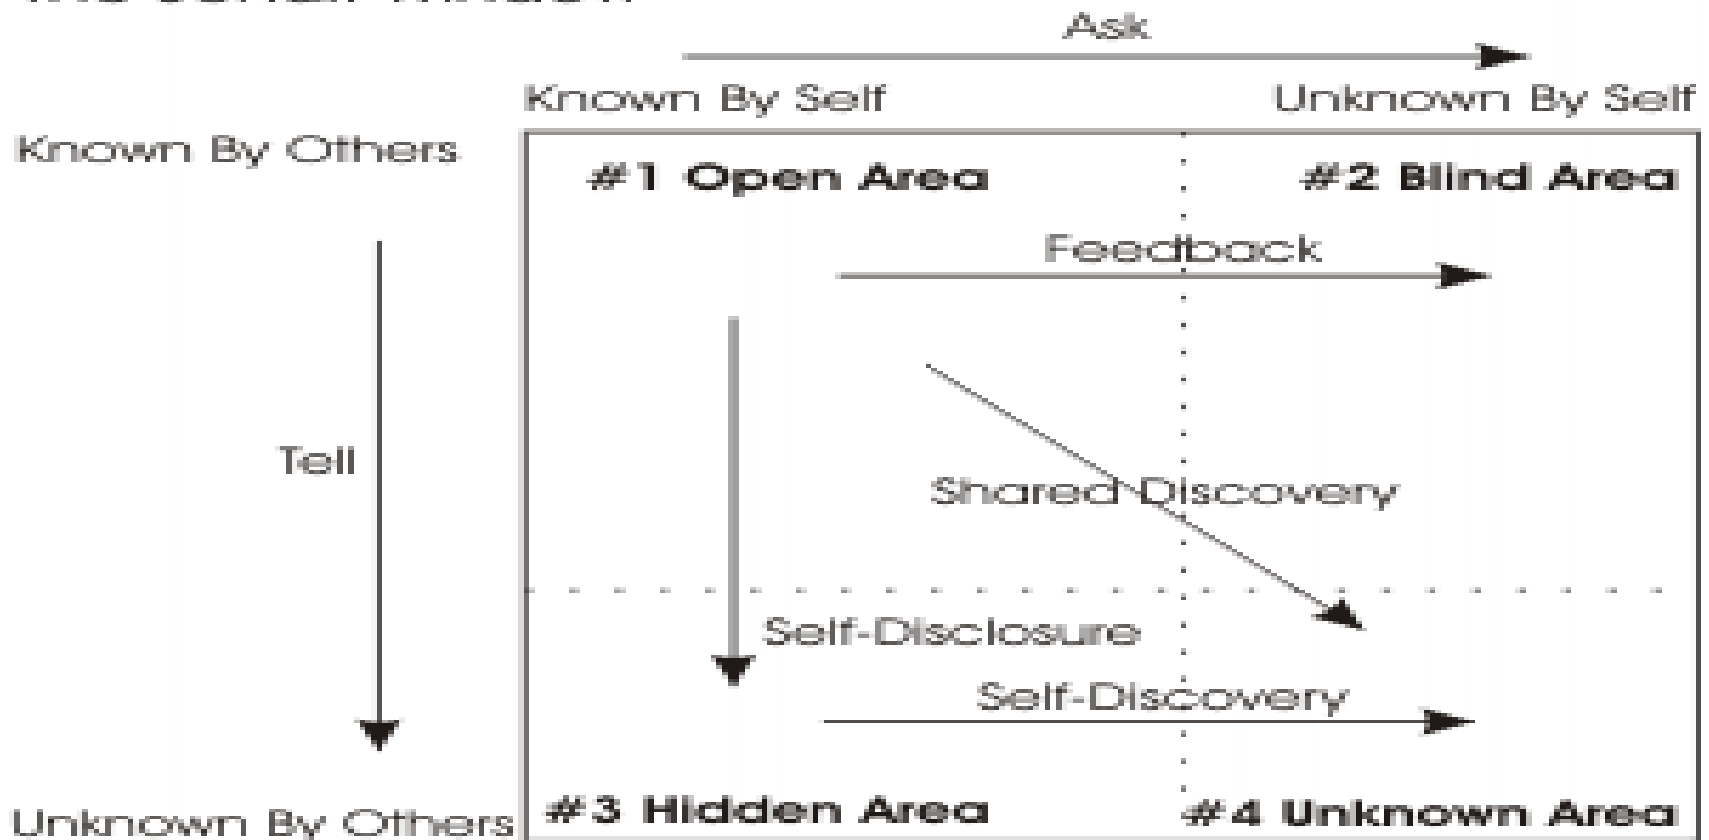 Ask
Known By Self
Unknown By Self
Known By Others
#1 Open Area
#2 Blind Area
Feedback
Tell
Shared Discovery
Self-Disclosure
Self-Discovery
#3 Hidden Area
#4 Unknown Area
Unknown By Others